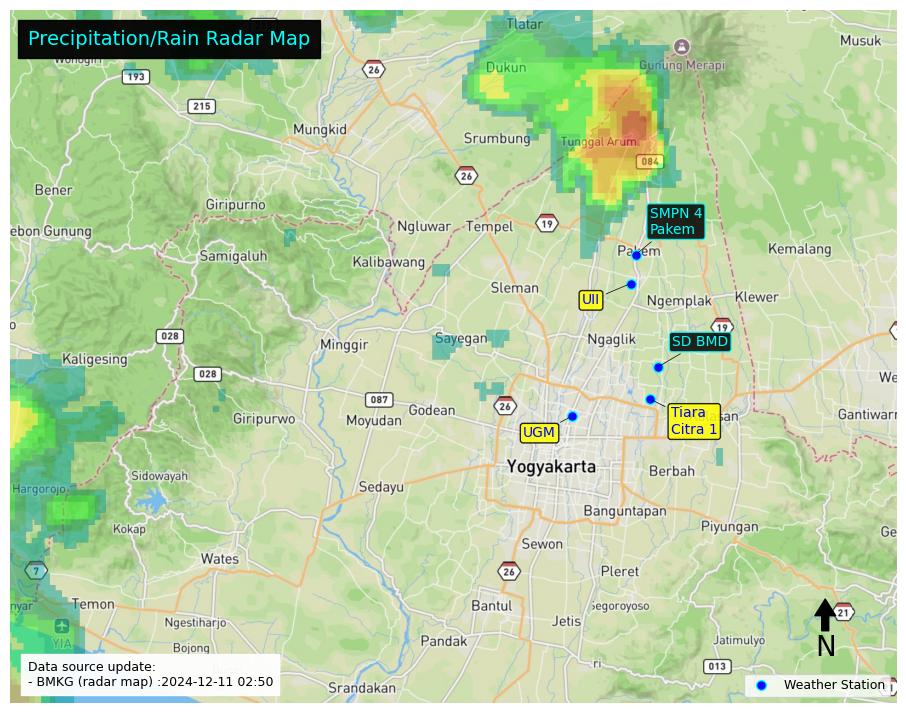 Tlatar
Precipitation/Rain Radar Map
Musuk
Wonogiri
26
Dukun
Gunung Merapi
193
215
Mungkid
Srumbung
Tunggal Arum
084
26
Bener
Giripurno
SMPN 4
Pakem
19
Ngluwar
Tempel
ebon Gunung
Pakem
Kemalang
Samigaluh
Kalibawang
Sleman
UII
Ngemplak
Klewer
19
028
Sayegan
Ngaglik
SD BMD
Minggir
Kaligesing
028
We
087
Godean
26
Giripurwo
Moyudan
Tiara
Citra 1
san
Gantiwarn
UGM
Yogyakarta
Berbah
Sidowayah
Hargorojo
Sedayu
Banguntapan
Kokap
Piyungan
Ge
Wates
Sewon
7
26
Pleret
nyar
Temon
Bantul
Segoroyoso
21
Ngestiharjo
Jetis
YIA
Pandak
Jatimulyo
N
Bojong
Data source update:
- BMKG (radar map) :2024-12-11 02:50
ri
013
Srandakan
Weather Station